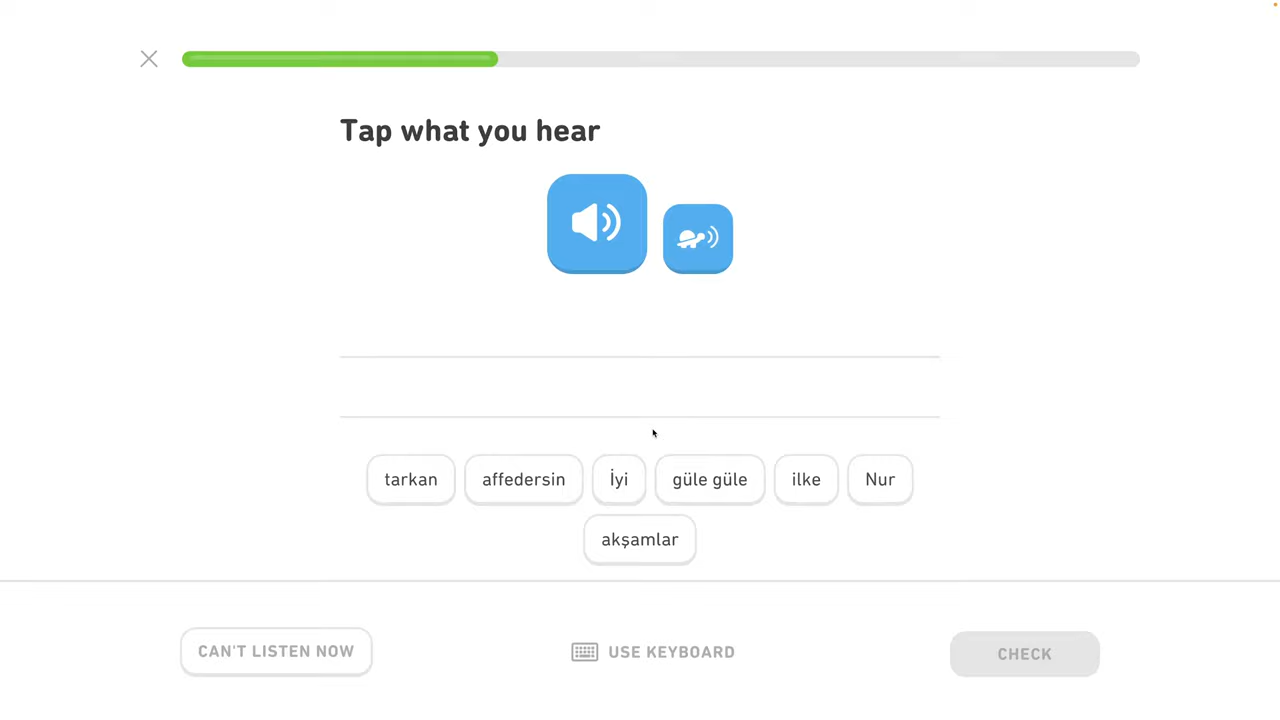 Tap what you hear
tarkan affedersin İyi güle güle ilke Nur
akşamlar
CAN'T LISTEN NOW USE KEYBOARD CHECK